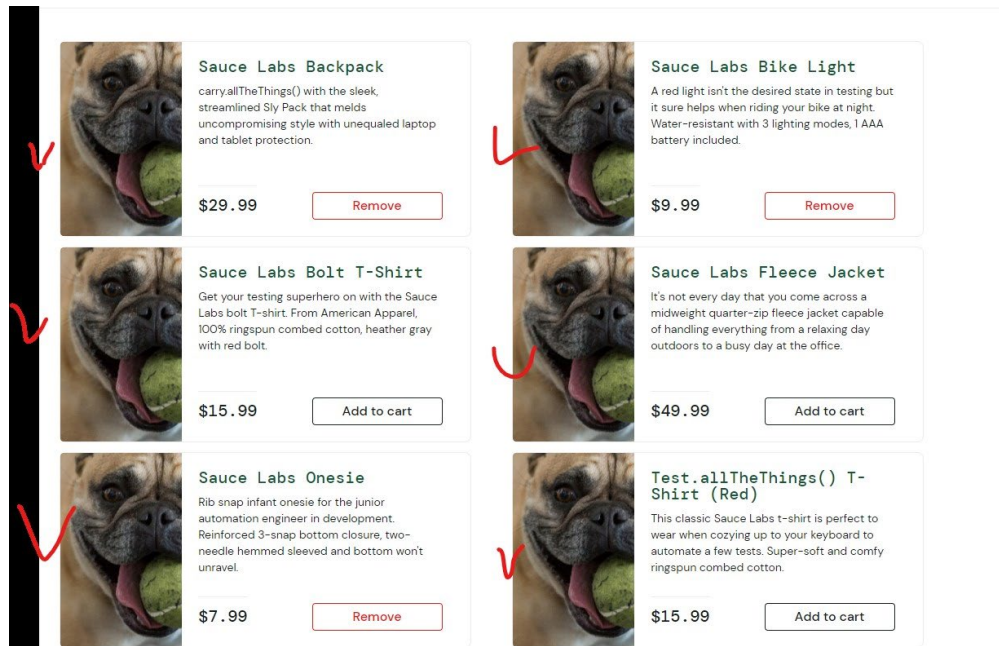 Sauce Labs Backpack
carry.allTheThings() with the sleek,
streamlined Sly Pack that melds
uncompromising style with unequaled laptop
and tablet protection.
$29.99
Remove
Sauce Labs Bike Light
A red light isn't the desired state in testing but
it sure helps when riding your bike at night.
Water-resistant with 3 lighting modes, 1 AAA
battery included.
$9.99
Remove
Sauce Labs Bolt T-Shirt
Get your testing superhero on with the Sauce
Labs bolt T-shirt. From American Apparel,
100% ringspun combed cotton, heather gray
with red bolt.
$15.99
Add to cart
Sauce Labs Fleece Jacket
It's not every day that you come across a
midweight quarter-zip fleece jacket capable
of handling everything from a relaxing day
outdoors to a busy day at the office.
$49.99
Add to cart
Sauce Labs Onesie
Rib snap infant onesie for the junior
automation engineer in development.
Reinforced 3-snap bottom closure, two-
needle hemmed sleeved and bottom won't
unravel.
$7.99
Remove
Test.allTheThings() T-
Shirt (Red)
This classic Sauce Labs t-shirt is perfect to
wear when cozying up to your keyboard to
automate a few tests. Super-soft and comfy
ringspun combed cotton.
$15.99
Add to cart